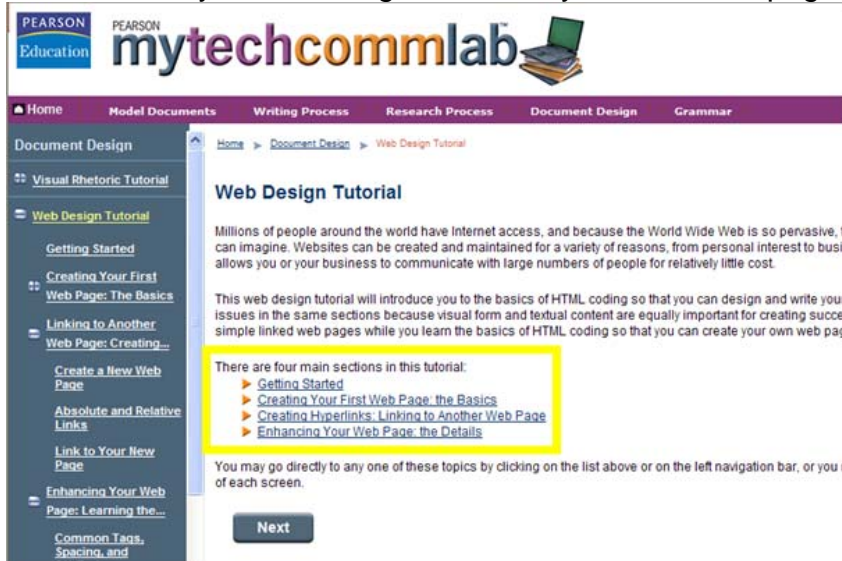 PEARSON
Education
PEARSON
mytechcommlab
Home Model Documents Writing Process Research Process Document Design Grammar
Document Design
Visual Rhetoric Tutorial
Web Design Tutorial
Getting Started
Creating Your First
Web Page: The Basics
Linking to Another
Web Page: Creating...
Create a New Web
Page
Absolute and Relative
Links
Link to Your New
Page
Enhancing Your Web
Page: Learning the...
Common Tags,
Spacing, and
Home Document Design Web Design Tutorial
Web Design Tutorial
Millions of people around the world have Internet access, and because the World Wide Web is so pervasive,
can imagine. Websites can be created and maintained for a variety of reasons, from personal interest to busi
allows you or your business to communicate with large numbers of people for relatively little cost.
This web design tutorial will introduce you to the basics of HTML coding so that you can design and write your
issues in the same sections because visual form and textual content are equally important for creating succe
simple linked web pages while you learn the basics of HTML coding so that you can create your own web pag
There are four main sections in this tutorial:
Getting Started
Creating Your First Web Page: the Basics
Creating Hyperlinks: Linking to Another Web Page
Enhancing Your Web Page: the Details
You may go directly to any one of these topics by clicking on the list above or on the left navigation bar, or you
of each screen.
Next